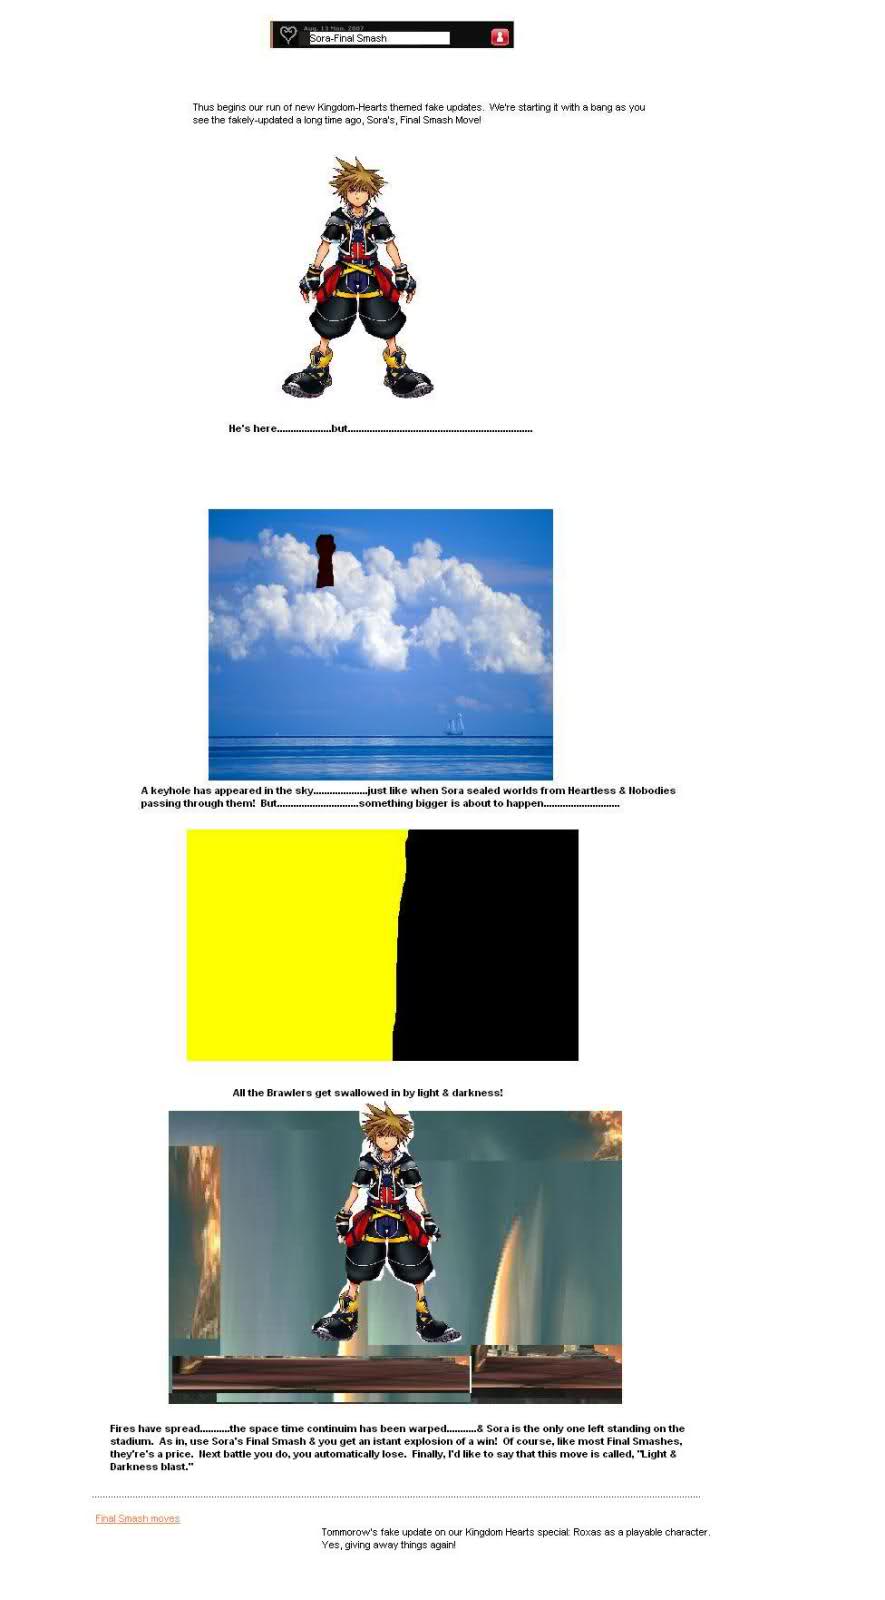 Aug. 13 Mon. 2007
Sora-Final Smash
Thus begins our run of new Kingdom-Hearts themed fake updates.  We're starting it with a bang as you
see the fakely-updated a long time ago, Sora's, Final Smash Move!
He's here....................but....................................................................
A keyhole has appeared in the sky....................just like when Sora sealed worlds from Heartless & Nobodies
passing through them!  But..............................something bigger is about to happen............................
All the Brawlers get swallowed in by light & darkness!
Fires have spread...........the space time continuim has been warped...........& Sora is the only one left standing on the
stadium.  As in, use Sora's Final Smash & you get an istant explosion of a win!  Of course, like most Final Smashes,
they're's a price.  Next battle you do, you automatically lose.  Finally, I'd like to say that this move is called, "Light &
Darkness blast."
Final Smash moves
Tommorow's fake update on our Kingdom Hearts special: Roxas as a playable character.
Yes, giving away things again!